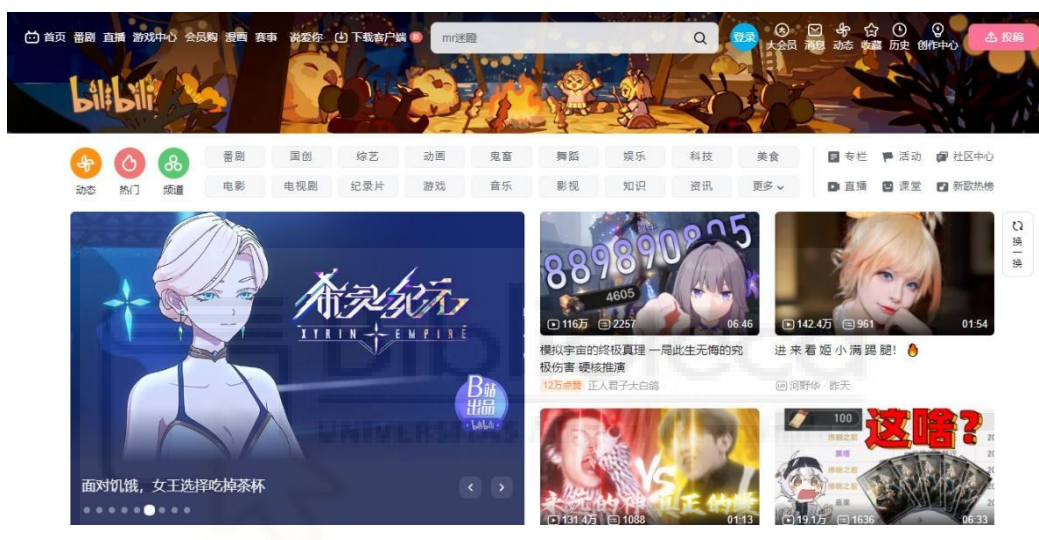 首页 番剧 直播 游戏中心 会员购 漫画 赛事 说爱你 下载客户端
mr迷瞪
登录 大会员 消息 动态 收藏 历史 创作中心 投稿
bilibili
动态 热门 频道
番剧 国创 综艺 动画 鬼畜 舞蹈 娱乐 科技 美食
专栏 活动 社区中心
电影 电视剧 纪录片 游戏 音乐 影视 知识 资讯 更多
直播 课堂 新歌热榜
换一换
XYRIN EMPIRE
B站
出品
bilibili
面对饥饿，女王选择吃掉茶杯
4605
116万 2257 06:46
模拟宇宙的终极真理 一局此生无悔的究
极伤害 硬核推演
12万点赞 正人君子大白鸽
142.4万 961 01:54
进来看姬小满踢腿！
UP 河野华 · 昨天
VS
131.4万 1088 01:13
100
这啥？
19.1万 1636 06:33